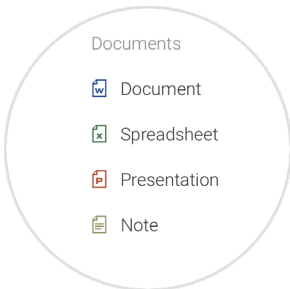 Documents
W Document
X Spreadsheet
P Presentation
Note